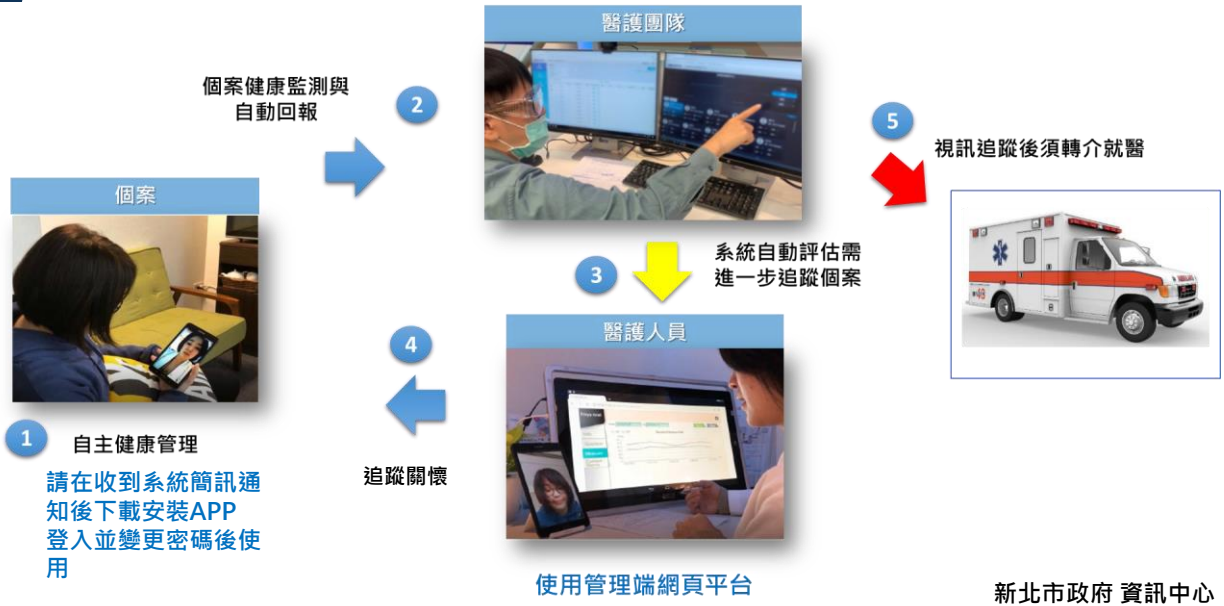 醫護團隊
個案健康監測與
自動回報
2
5
視訊追蹤後須轉介就醫
個案
3
系統自動評估需
進一步追蹤個案
醫護人員
4
1
自主健康管理
請在收到系統簡訊通
知後下載安裝APP
登入並變更密碼後使
用
追蹤關懷
使用管理端網頁平台
新北市政府 資訊中心